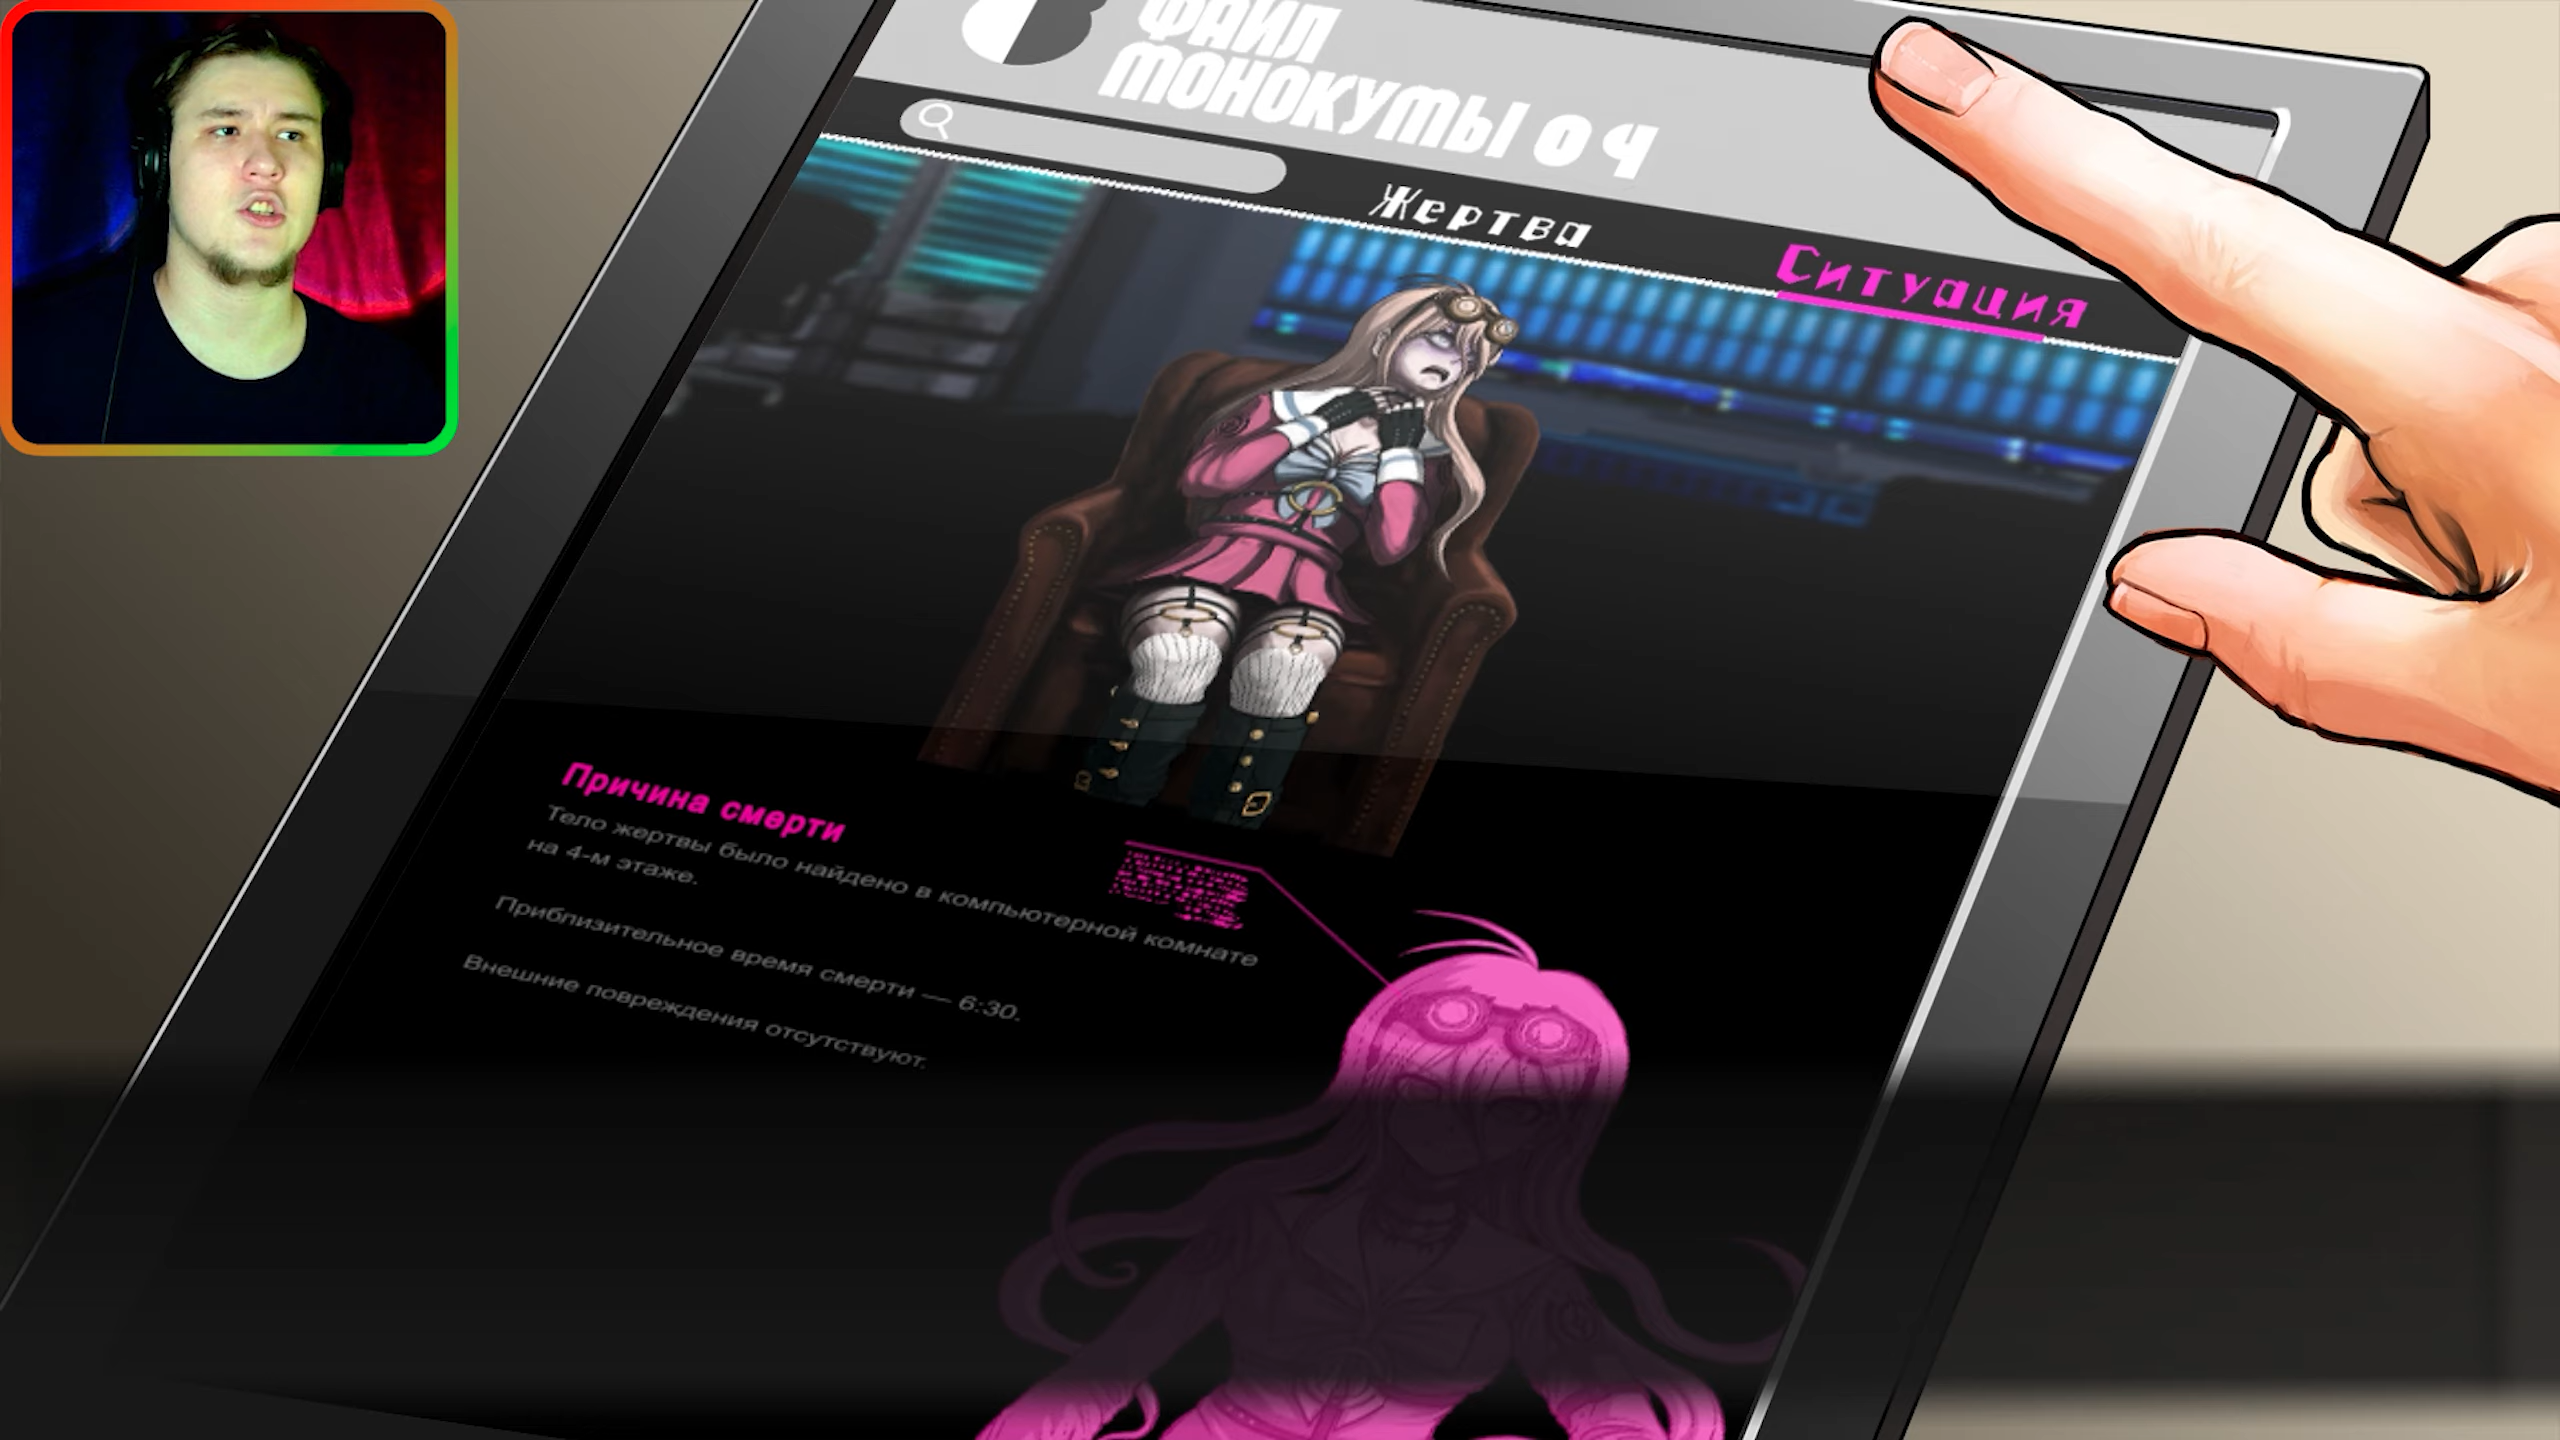 ФАЙЛ
МОНОКУМЫ 04
Жертва
Ситуация
Причина смерти
Тело жертвы было найдено в компьютерной комнате
на 4-м этаже.
Приблизительное время смерти — 6:30.
Внешние повреждения отсутствуют.